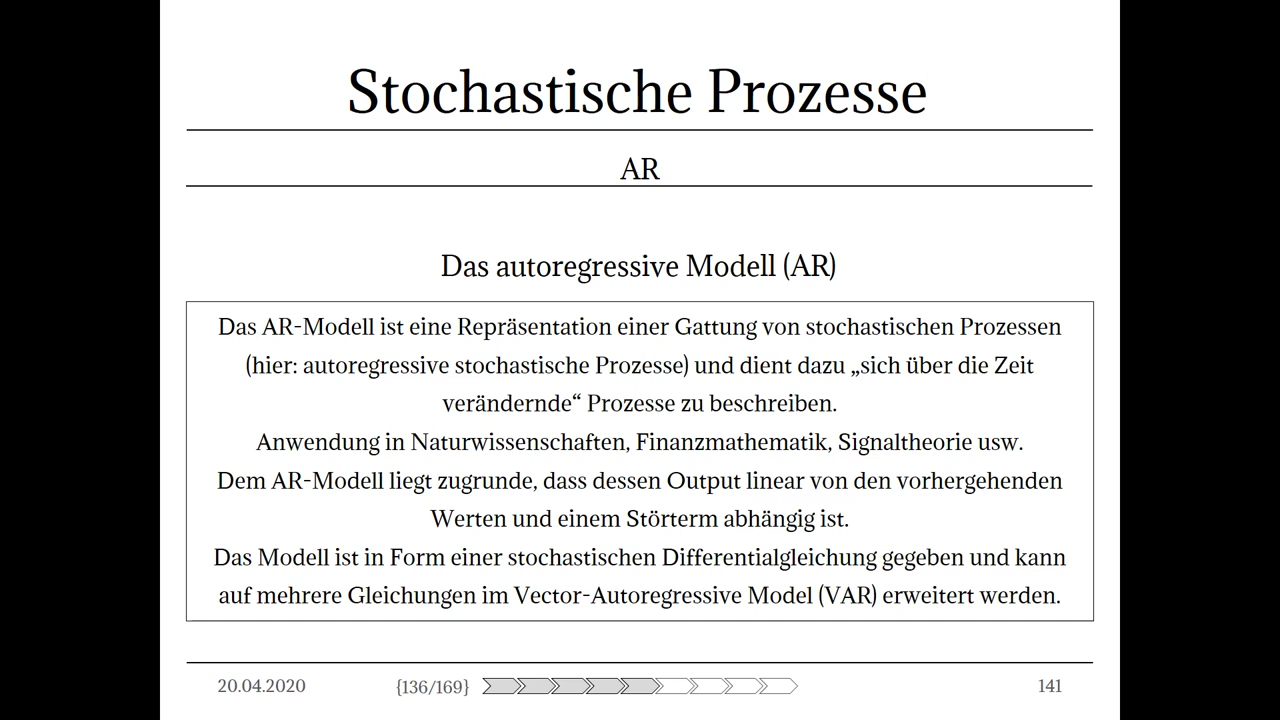 Stochastische Prozesse
AR
Das autoregressive Modell (AR)
Das AR-Modell ist eine Repräsentation einer Gattung von stochastischen Prozessen
(hier: autoregressive stochastische Prozesse) und dient dazu „sich über die Zeit
verändernde“ Prozesse zu beschreiben.
Anwendung in Naturwissenschaften, Finanzmathematik, Signaltheorie usw.
Dem AR-Modell liegt zugrunde, dass dessen Output linear von den vorhergehenden
Werten und einem Störterm abhängig ist.
Das Modell ist in Form einer stochastischen Differentialgleichung gegeben und kann
auf mehrere Gleichungen im Vector-Autoregressive Model (VAR) erweitert werden.
20.04.2020 {136/169} 141